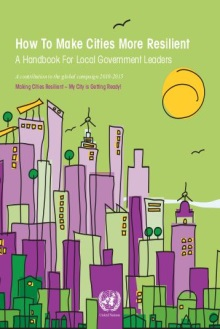 How To Make Cities More Resilient
A Handbook For Local Government Leaders
A contribution to the global campaign 2010-2015
Making Cities Resilient – My City is Getting Ready!
United Nations